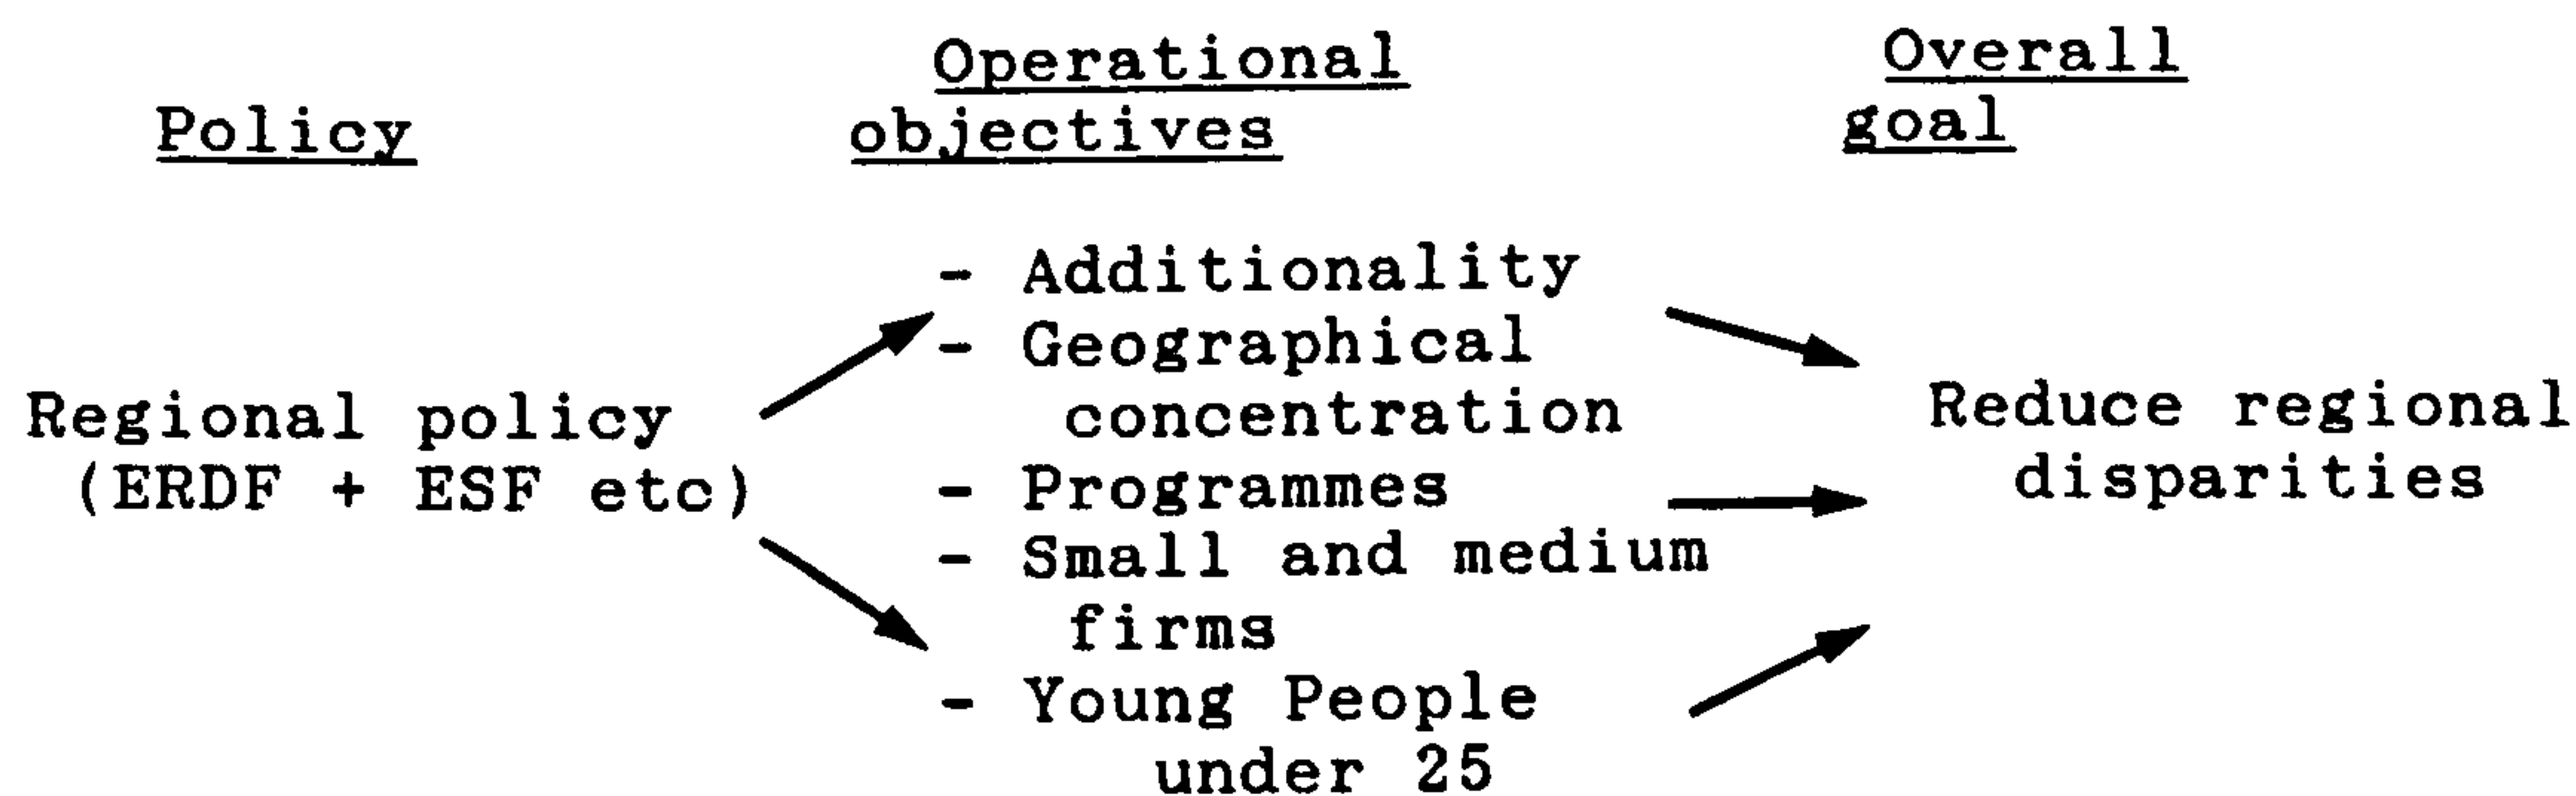 Policy
Operational
objectives
Overall
goal
Regional policy
(ERDF + ESF etc)
- Additionality
- Geographical
concentration
- Programmes
- Small and medium
firms
- Young People
under 25
Reduce regional
disparities